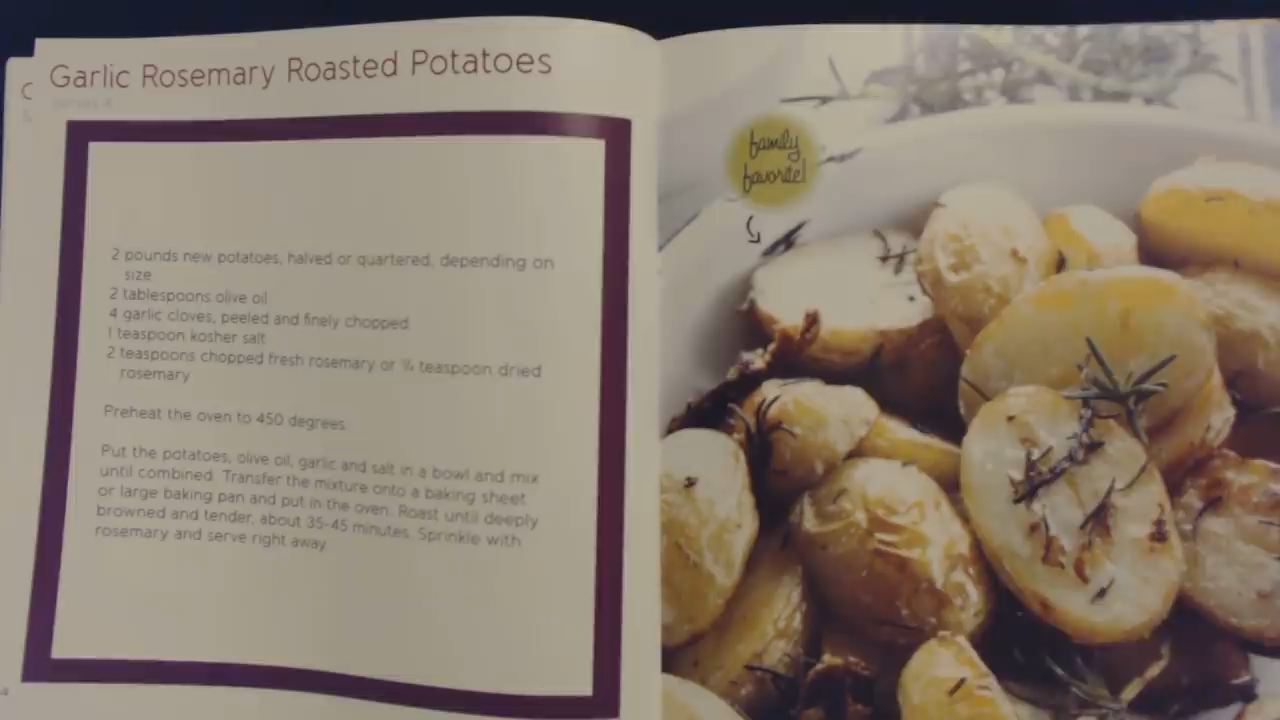 Garlic Rosemary Roasted Potatoes
serves 4
2 pounds new potatoes, halved or quartered, depending on
size
2 tablespoons olive oil
4 garlic cloves, peeled and finely chopped
1 teaspoon kosher salt
2 teaspoons chopped fresh rosemary or ¾ teaspoon dried
rosemary
Preheat the oven to 450 degrees.
Put the potatoes, olive oil, garlic and salt in a bowl and mix
until combined. Transfer the mixture onto a baking sheet
or large baking pan and put in the oven. Roast until deeply
browned and tender, about 35-45 minutes. Sprinkle with
rosemary and serve right away.
family
favorite!